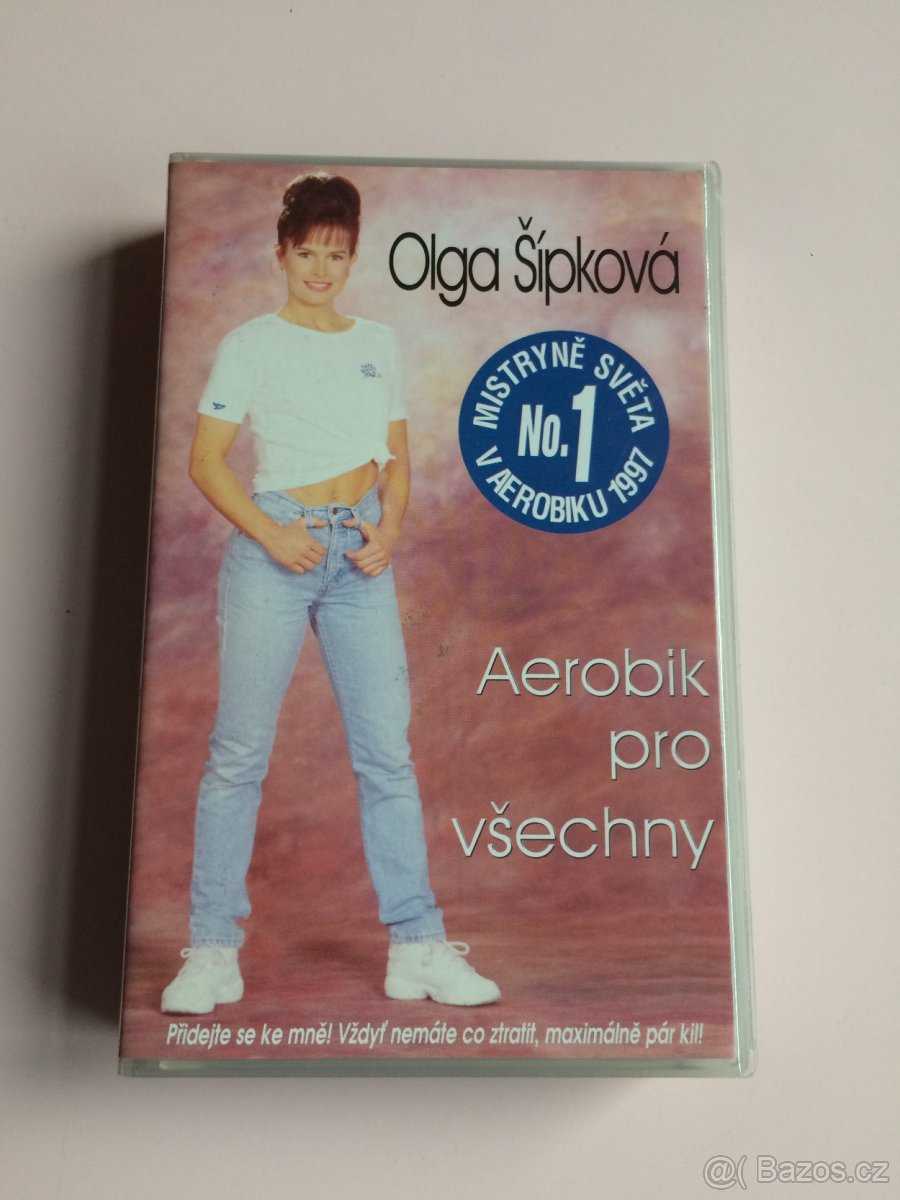 Olga Šípková
MISTRYNĚ SVĚTA
No.1
V AEROBIKU 1997
Aerobik
pro
všechny
Přidejte se ke mně! Vždyť nemáte co ztratit, maximálně pár kil!
@( Bazos.cz